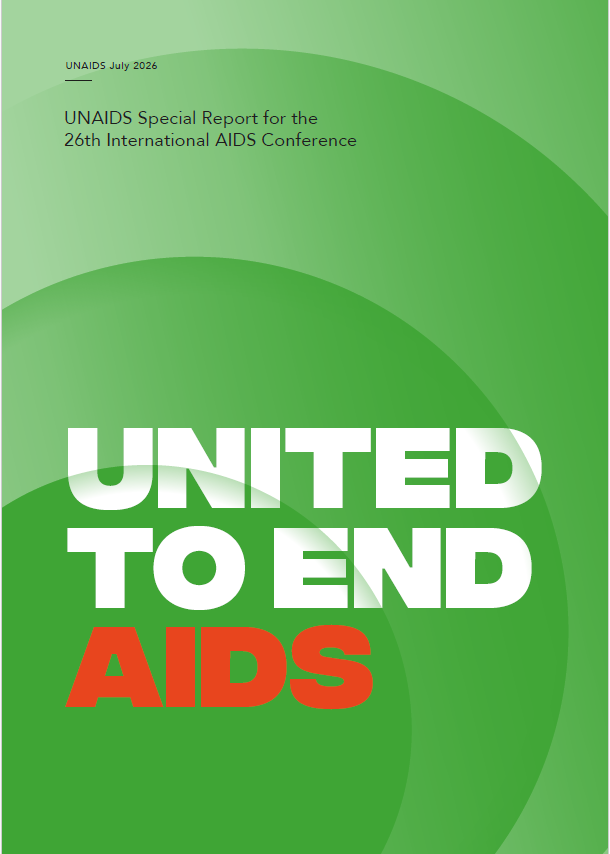 UNAIDS July 2026
UNAIDS Special Report for the
26th International AIDS Conference
UNITED
TO END
AIDS